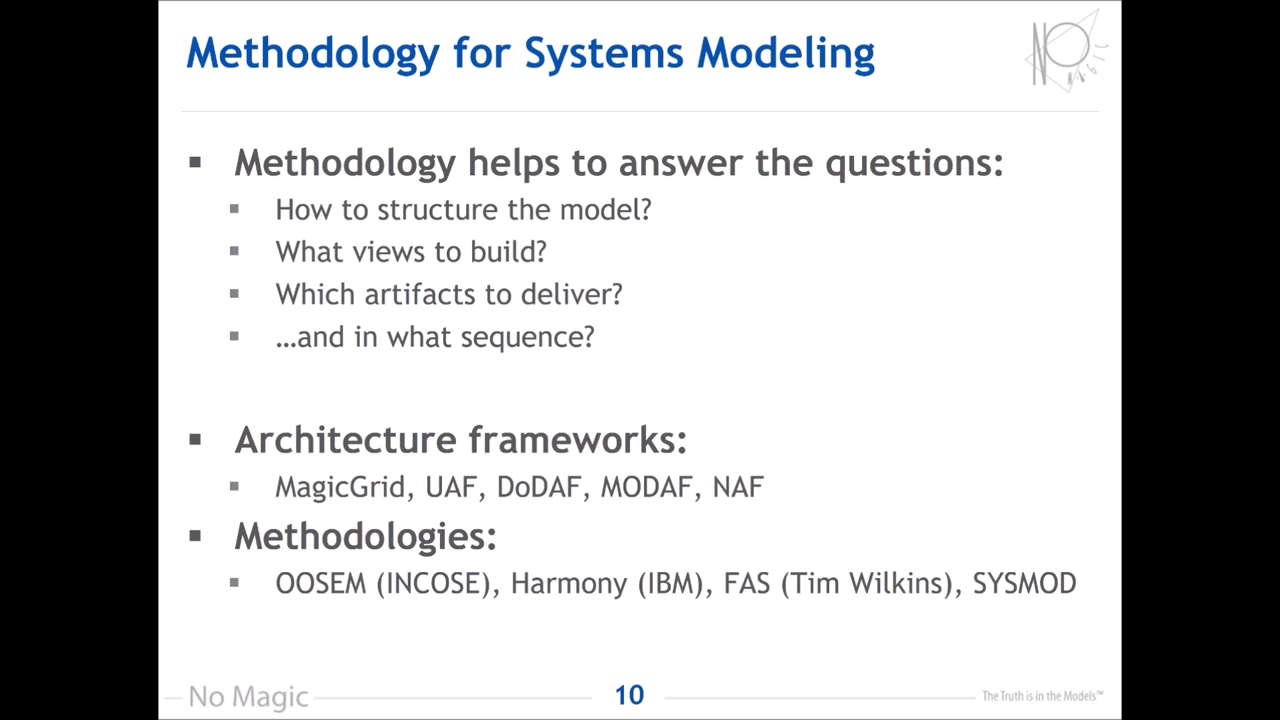 Methodology for Systems Modeling
NO MAGIC
▪ Methodology helps to answer the questions:
▪ How to structure the model?
▪ What views to build?
▪ Which artifacts to deliver?
▪ …and in what sequence?
▪ Architecture frameworks:
▪ MagicGrid, UAF, DoDAF, MODAF, NAF
▪ Methodologies:
▪ OOSEM (INCOSE), Harmony (IBM), FAS (Tim Wilkins), SYSMOD
No Magic
10
The Truth is in the Models™